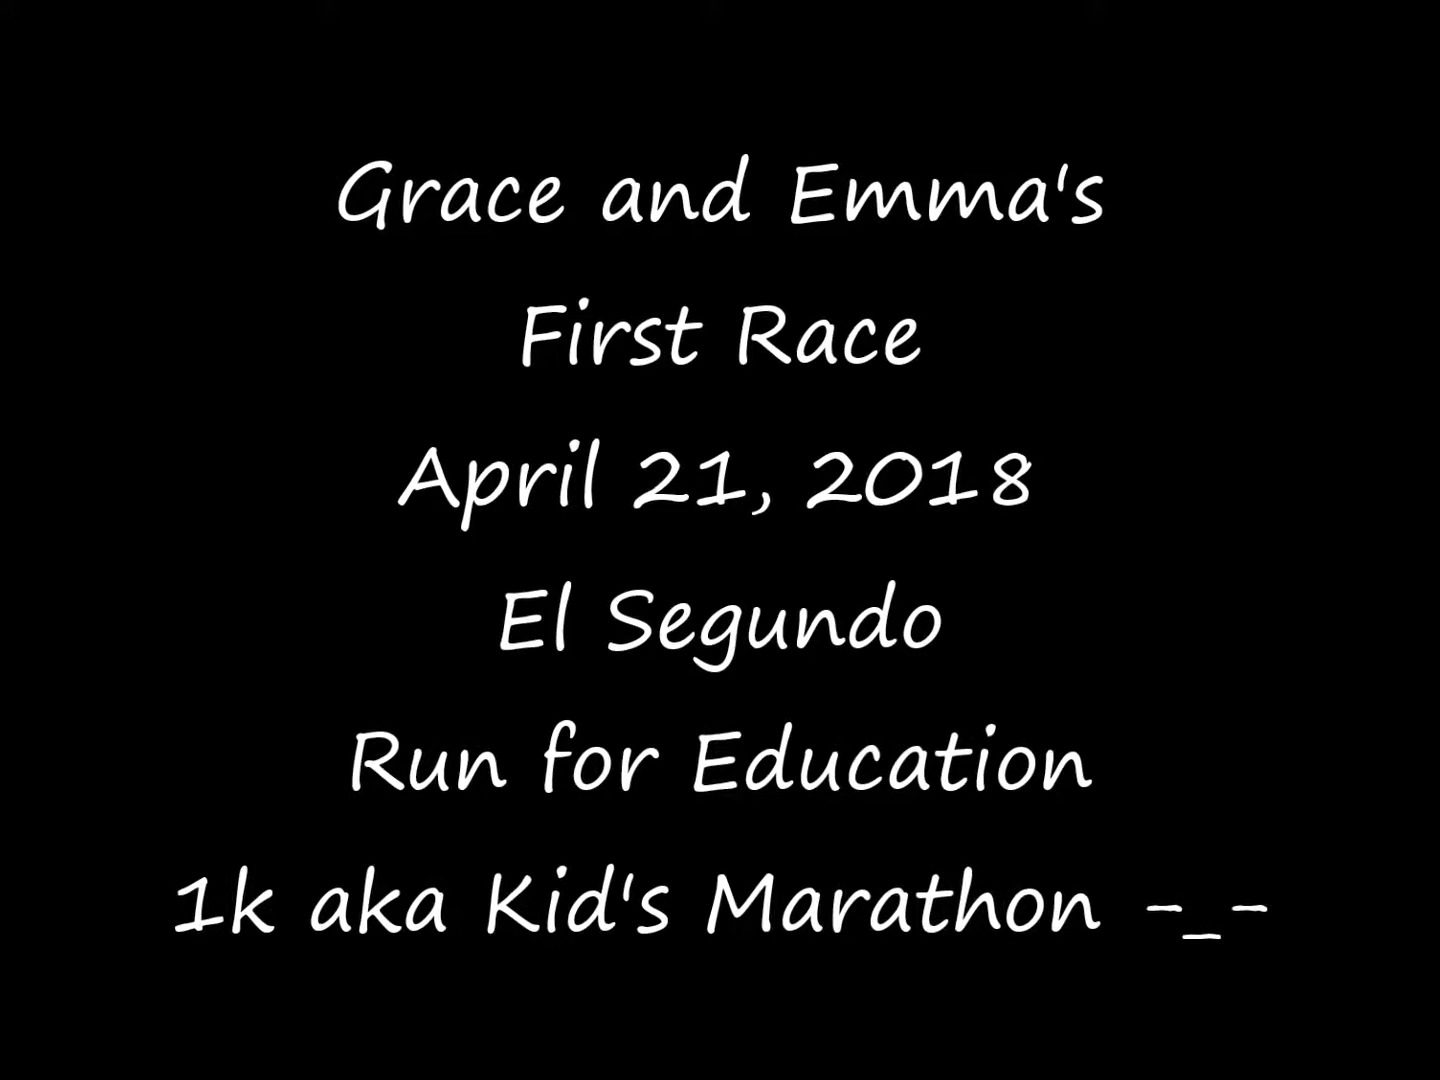 Grace and Emma's
First Race
April 21, 2018
El Segundo
Run for Education
1k aka Kid's Marathon -_-